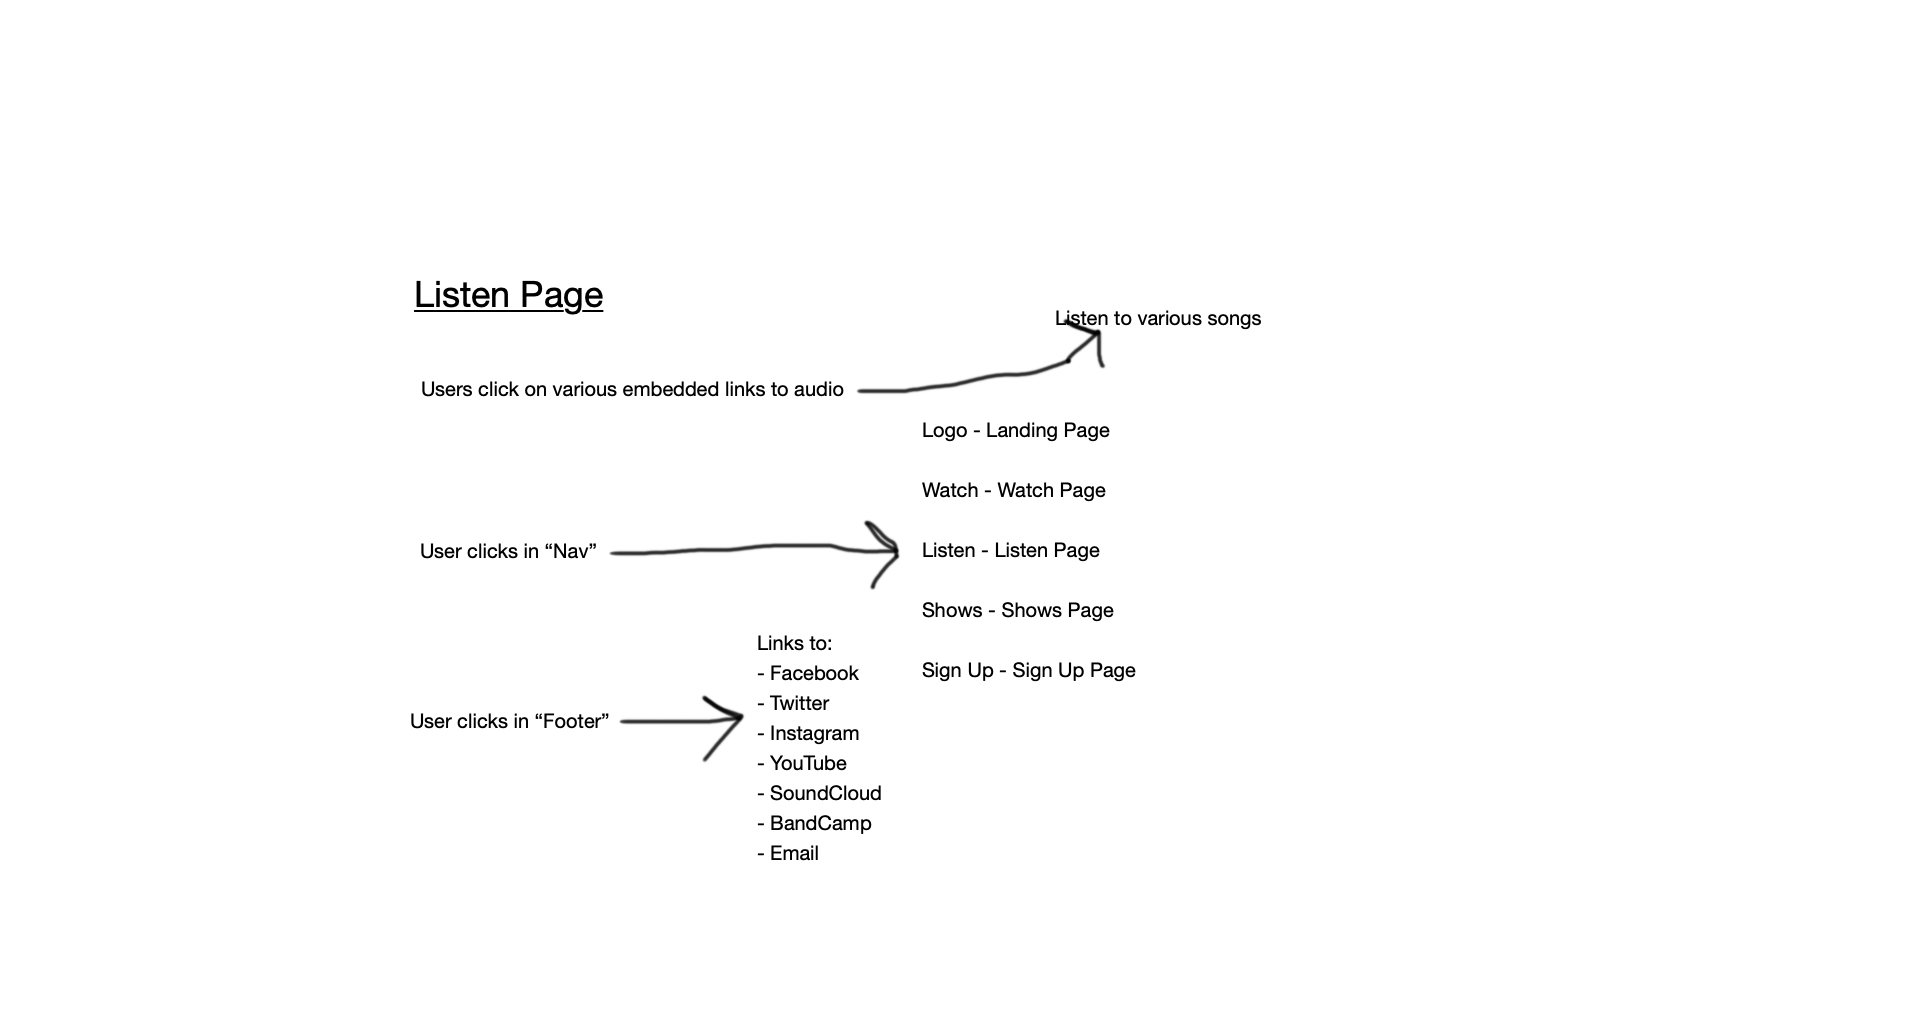 Listen Page
Listen to various songs
Users click on various embedded links to audio
Logo - Landing Page
Watch - Watch Page
User clicks in “Nav”
Listen - Listen Page
Shows - Shows Page
Sign Up - Sign Up Page
User clicks in “Footer”
Links to:
- Facebook
- Twitter
- Instagram
- YouTube
- SoundCloud
- BandCamp
- Email